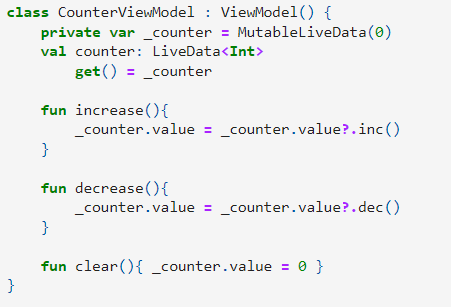 class CounterViewModel : ViewModel() {
    private var _counter = MutableLiveData(0)
    val counter: LiveData<Int>
        get() = _counter

    fun increase(){
        _counter.value = _counter.value?.inc()
    }

    fun decrease(){
        _counter.value = _counter.value?.dec()
    }

    fun clear(){ _counter.value = 0 }
}